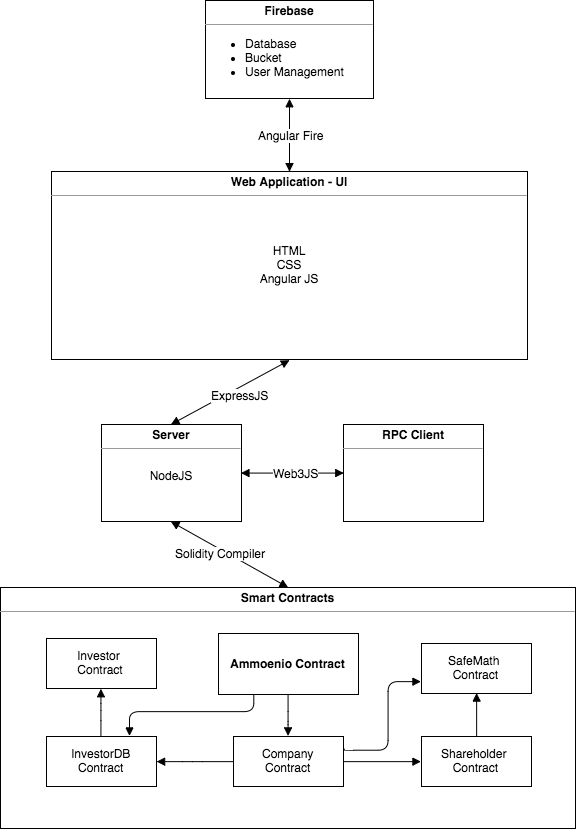 Firebase
Database
Bucket
User Management
Angular Fire
Web Application - UI
HTML
CSS
Angular JS
ExpressJS
Server
NodeJS
Web3JS
RPC Client
Solidity Compiler
Smart Contracts
Investor
Contract
Ammoenio Contract
SafeMath
Contract
InvestorDB
Contract
Company
Contract
Shareholder
Contract